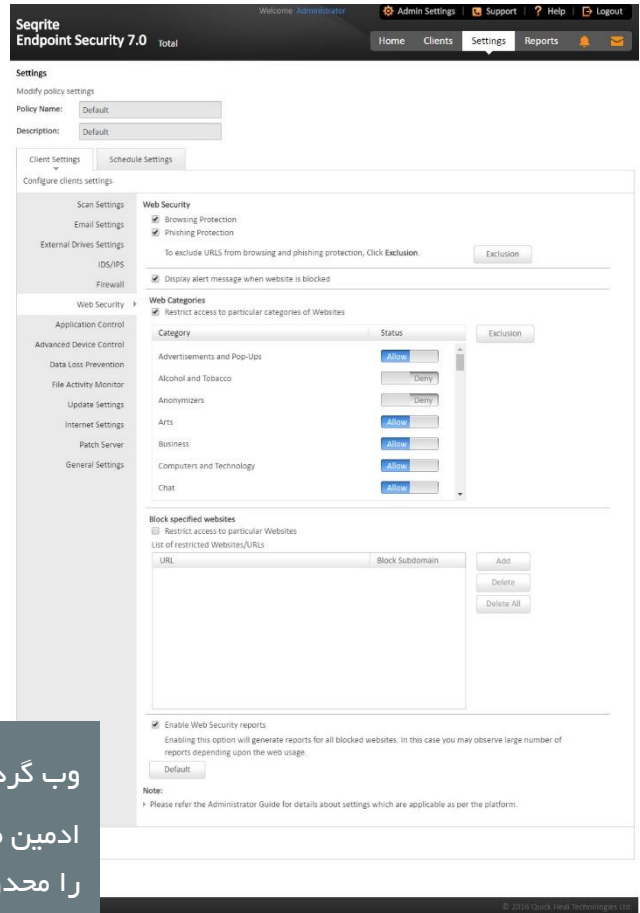 Welcome Administrator
Admin Settings | Support | ? Help | Logout
Seqrite
Endpoint Security 7.0 Total
Home Clients Settings Reports
Settings
Modify policy settings
Policy Name: Default
Description: Default
Client Settings Schedule Settings
Configure clients settings
Scan Settings
Email Settings
External Drives Settings
IDS/IPS
Firewall
Web Security
Application Control
Advanced Device Control
Data Loss Prevention
File Activity Monitor
Update Settings
Internet Settings
Patch Server
General Settings
Web Security
Browsing Protection
Phishing Protection
To exclude URLS from browsing and phishing protection, Click Exclusion.
Exclusion
Display alert message when website is blocked
Web Categories
Restrict access to particular categories of Websites
Category Status
Exclusion
Advertisements and Pop-Ups Allow
Alcohol and Tobacco Deny
Anonymizers Deny
Arts Allow
Business Allow
Computers and Technology Allow
Chat Allow
Block specified websites
Restrict access to particular Websites
List of restricted Websites/URLs
URL Block Subdomain
Add
Delete
Delete All
Enable Web Security reports
Enabling this option will generate reports for all blocked websites. In this case you may observe large number of
reports depending upon the web usage.
Default
Note:
Please refer the Administrator Guide for details about settings which are applicable as per the platform.
وب
ادمین
را
© 2016 Quick Heal Technologies Ltd.